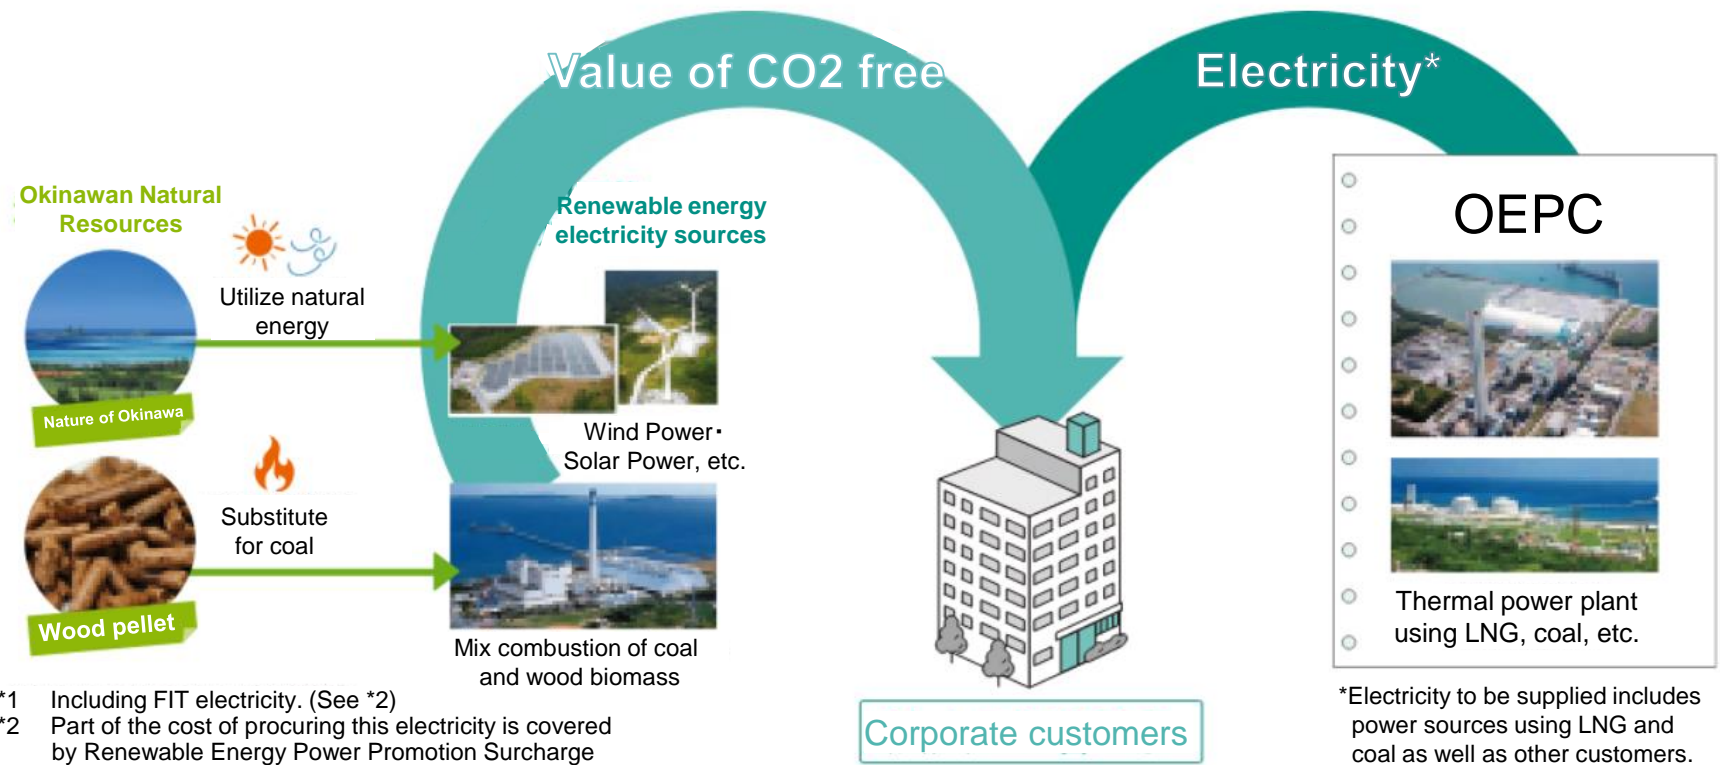 Value of CO2 free
Electricity*
Okinawan Natural
Resources
Utilize natural
energy
Nature of Okinawa
Substitute
for coal
Wood pellet
Renewable energy
electricity sources
Wind Power・
Solar Power, etc.
Mix combustion of coal
and wood biomass
Corporate customers
OEPC
Thermal power plant
using LNG, coal, etc.
*Electricity to be supplied includes
power sources using LNG and
coal as well as other customers.
*1 Including FIT electricity. (See *2)
*2 Part of the cost of procuring this electricity is covered
by Renewable Energy Power Promotion Surcharge